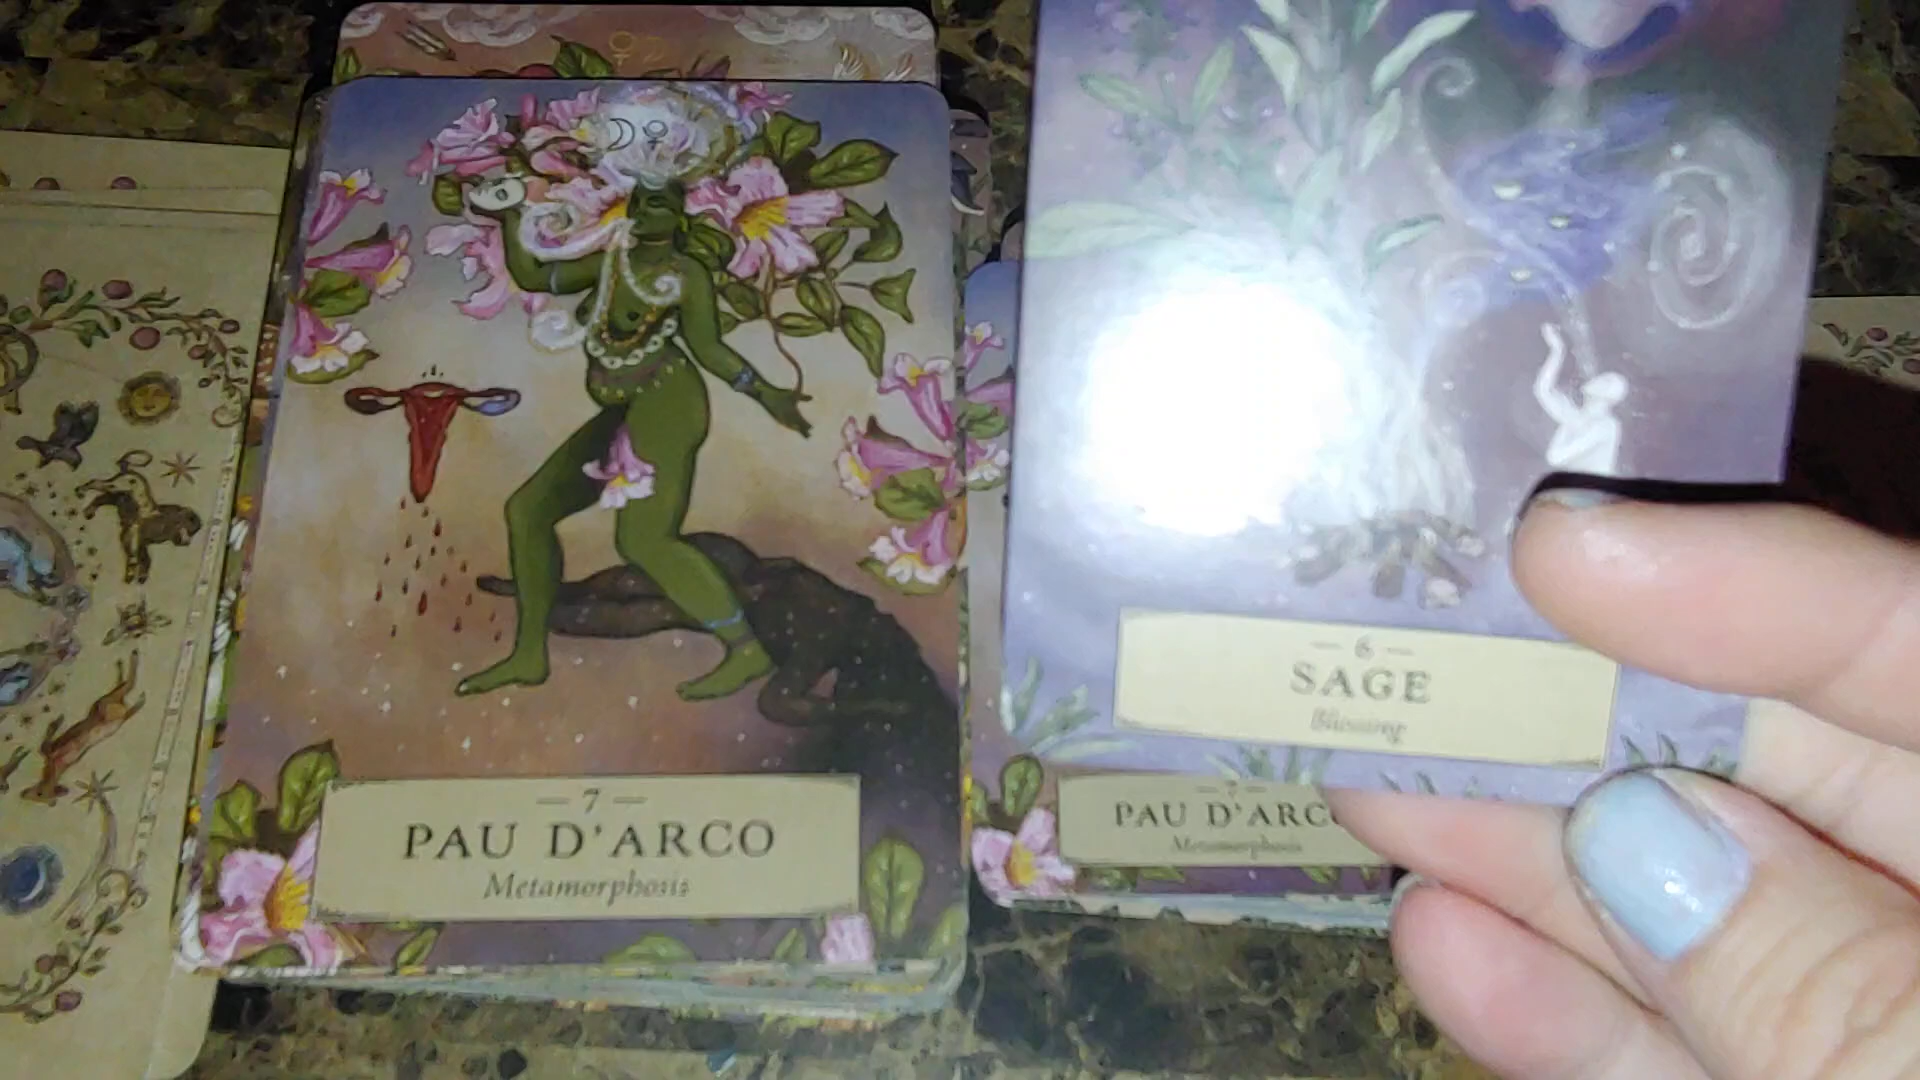 — 7 —
PAU D'ARCO
Metamorphosis
— 6 —
SAGE
Blessing
— 7 —
PAU D'ARCO
Metamorphosis